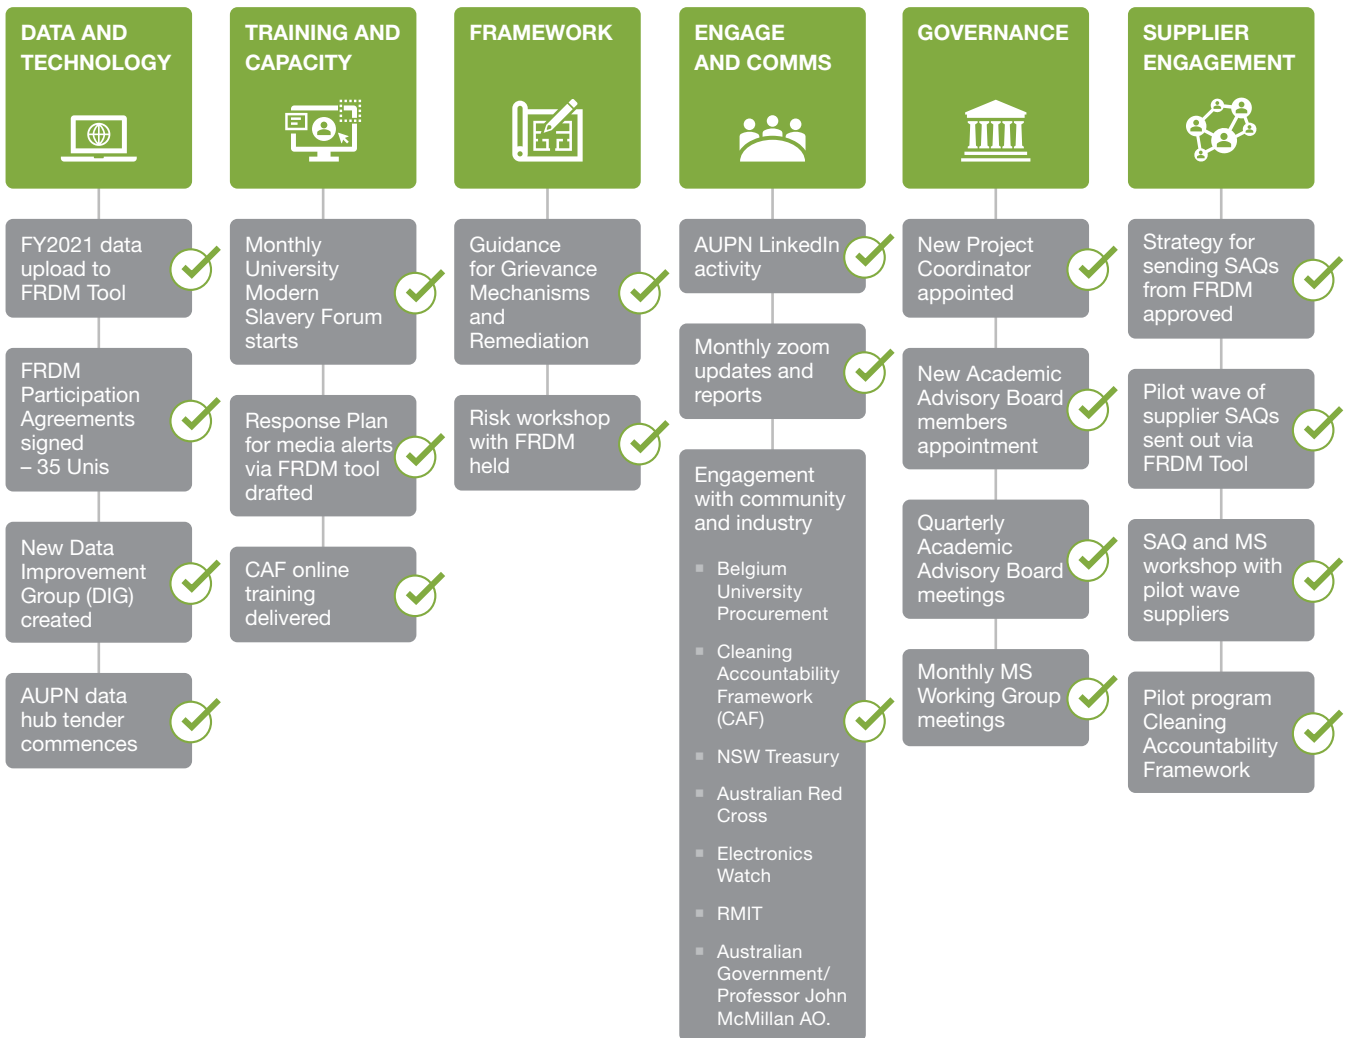 DATA AND
TECHNOLOGY
FY2021 data
upload to
FRDM Tool
FRDM
Participation
Agreements
signed
– 35 Unis
New Data
Improvement
Group (DIG)
created
AUPN data
hub tender
commences
TRAINING AND
CAPACITY
Monthly
University
Modern
Slavery Forum
starts
Response Plan
for media alerts
via FRDM tool
drafted
CAF online
training
delivered
FRAMEWORK
Guidance
for Grievance
Mechanisms
and
Remediation
Risk workshop
with FRDM
held
ENGAGE
AND COMMS
AUPN LinkedIn
activity
Monthly zoom
updates and
reports
Engagement
with community
and industry
Belgium
University
Procurement
Cleaning
Accountability
Framework
(CAF)
NSW Treasury
Australian Red
Cross
Electronics
Watch
RMIT
Australian
Government/
Professor John
McMillan AO.
GOVERNANCE
New Project
Coordinator
appointed
New Academic
Advisory Board
members
appointment
Quarterly
Academic
Advisory Board
meetings
Monthly MS
Working Group
meetings
SUPPLIER
ENGAGEMENT
Strategy for
sending SAQs
from FRDM
approved
Pilot wave of
supplier SAQs
sent out via
FRDM Tool
SAQ and MS
workshop with
pilot wave
suppliers
Pilot program
Cleaning
Accountability
Framework